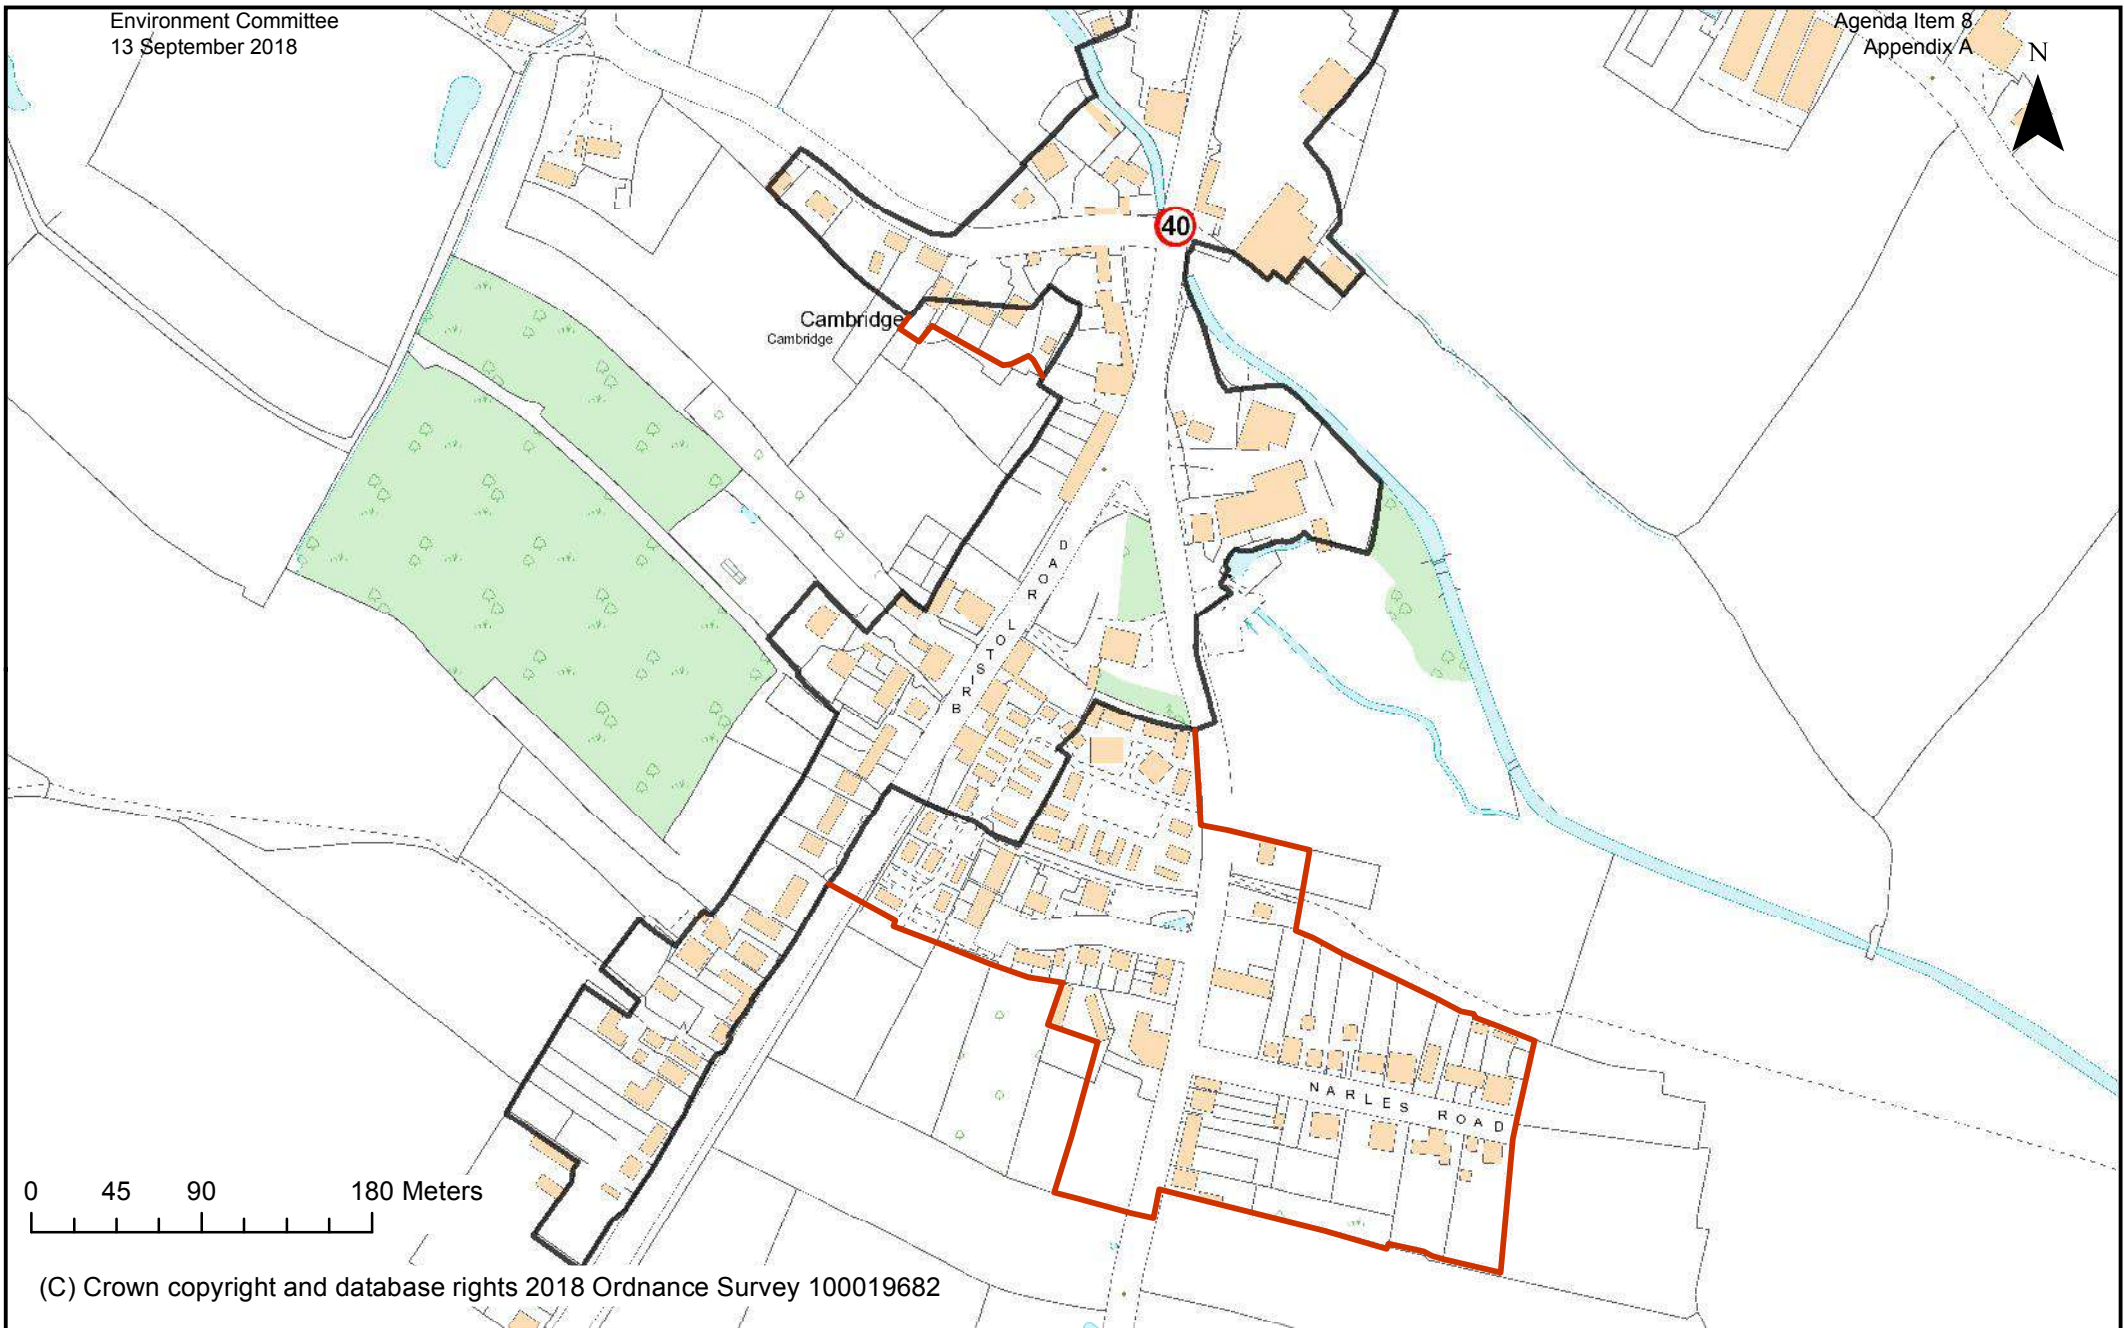 Environment Committee
13 September 2018
Agenda Item 8
Appendix A
N
40
Cambridge
Cambridge
BRISTOL ROAD
NARLES ROAD
0 45 90 180 Meters
(C) Crown copyright and database rights 2018 Ordnance Survey 100019682